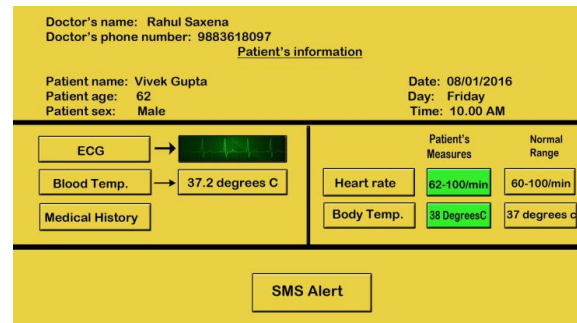 Doctor's name: Rahul Saxena
Doctor's phone number: 9883618097
Patient's information
Patient name: Vivek Gupta
Patient age: 62
Patient sex: Male
Date: 08/01/2016
Day: Friday
Time: 10.00 AM
ECG
Blood Temp. 37.2 degrees C
Medical History
Patient's Measures
Normal Range
Heart rate 62-100/min 60-100/min
Body Temp. 38 DegreesC 37 degrees c
SMS Alert